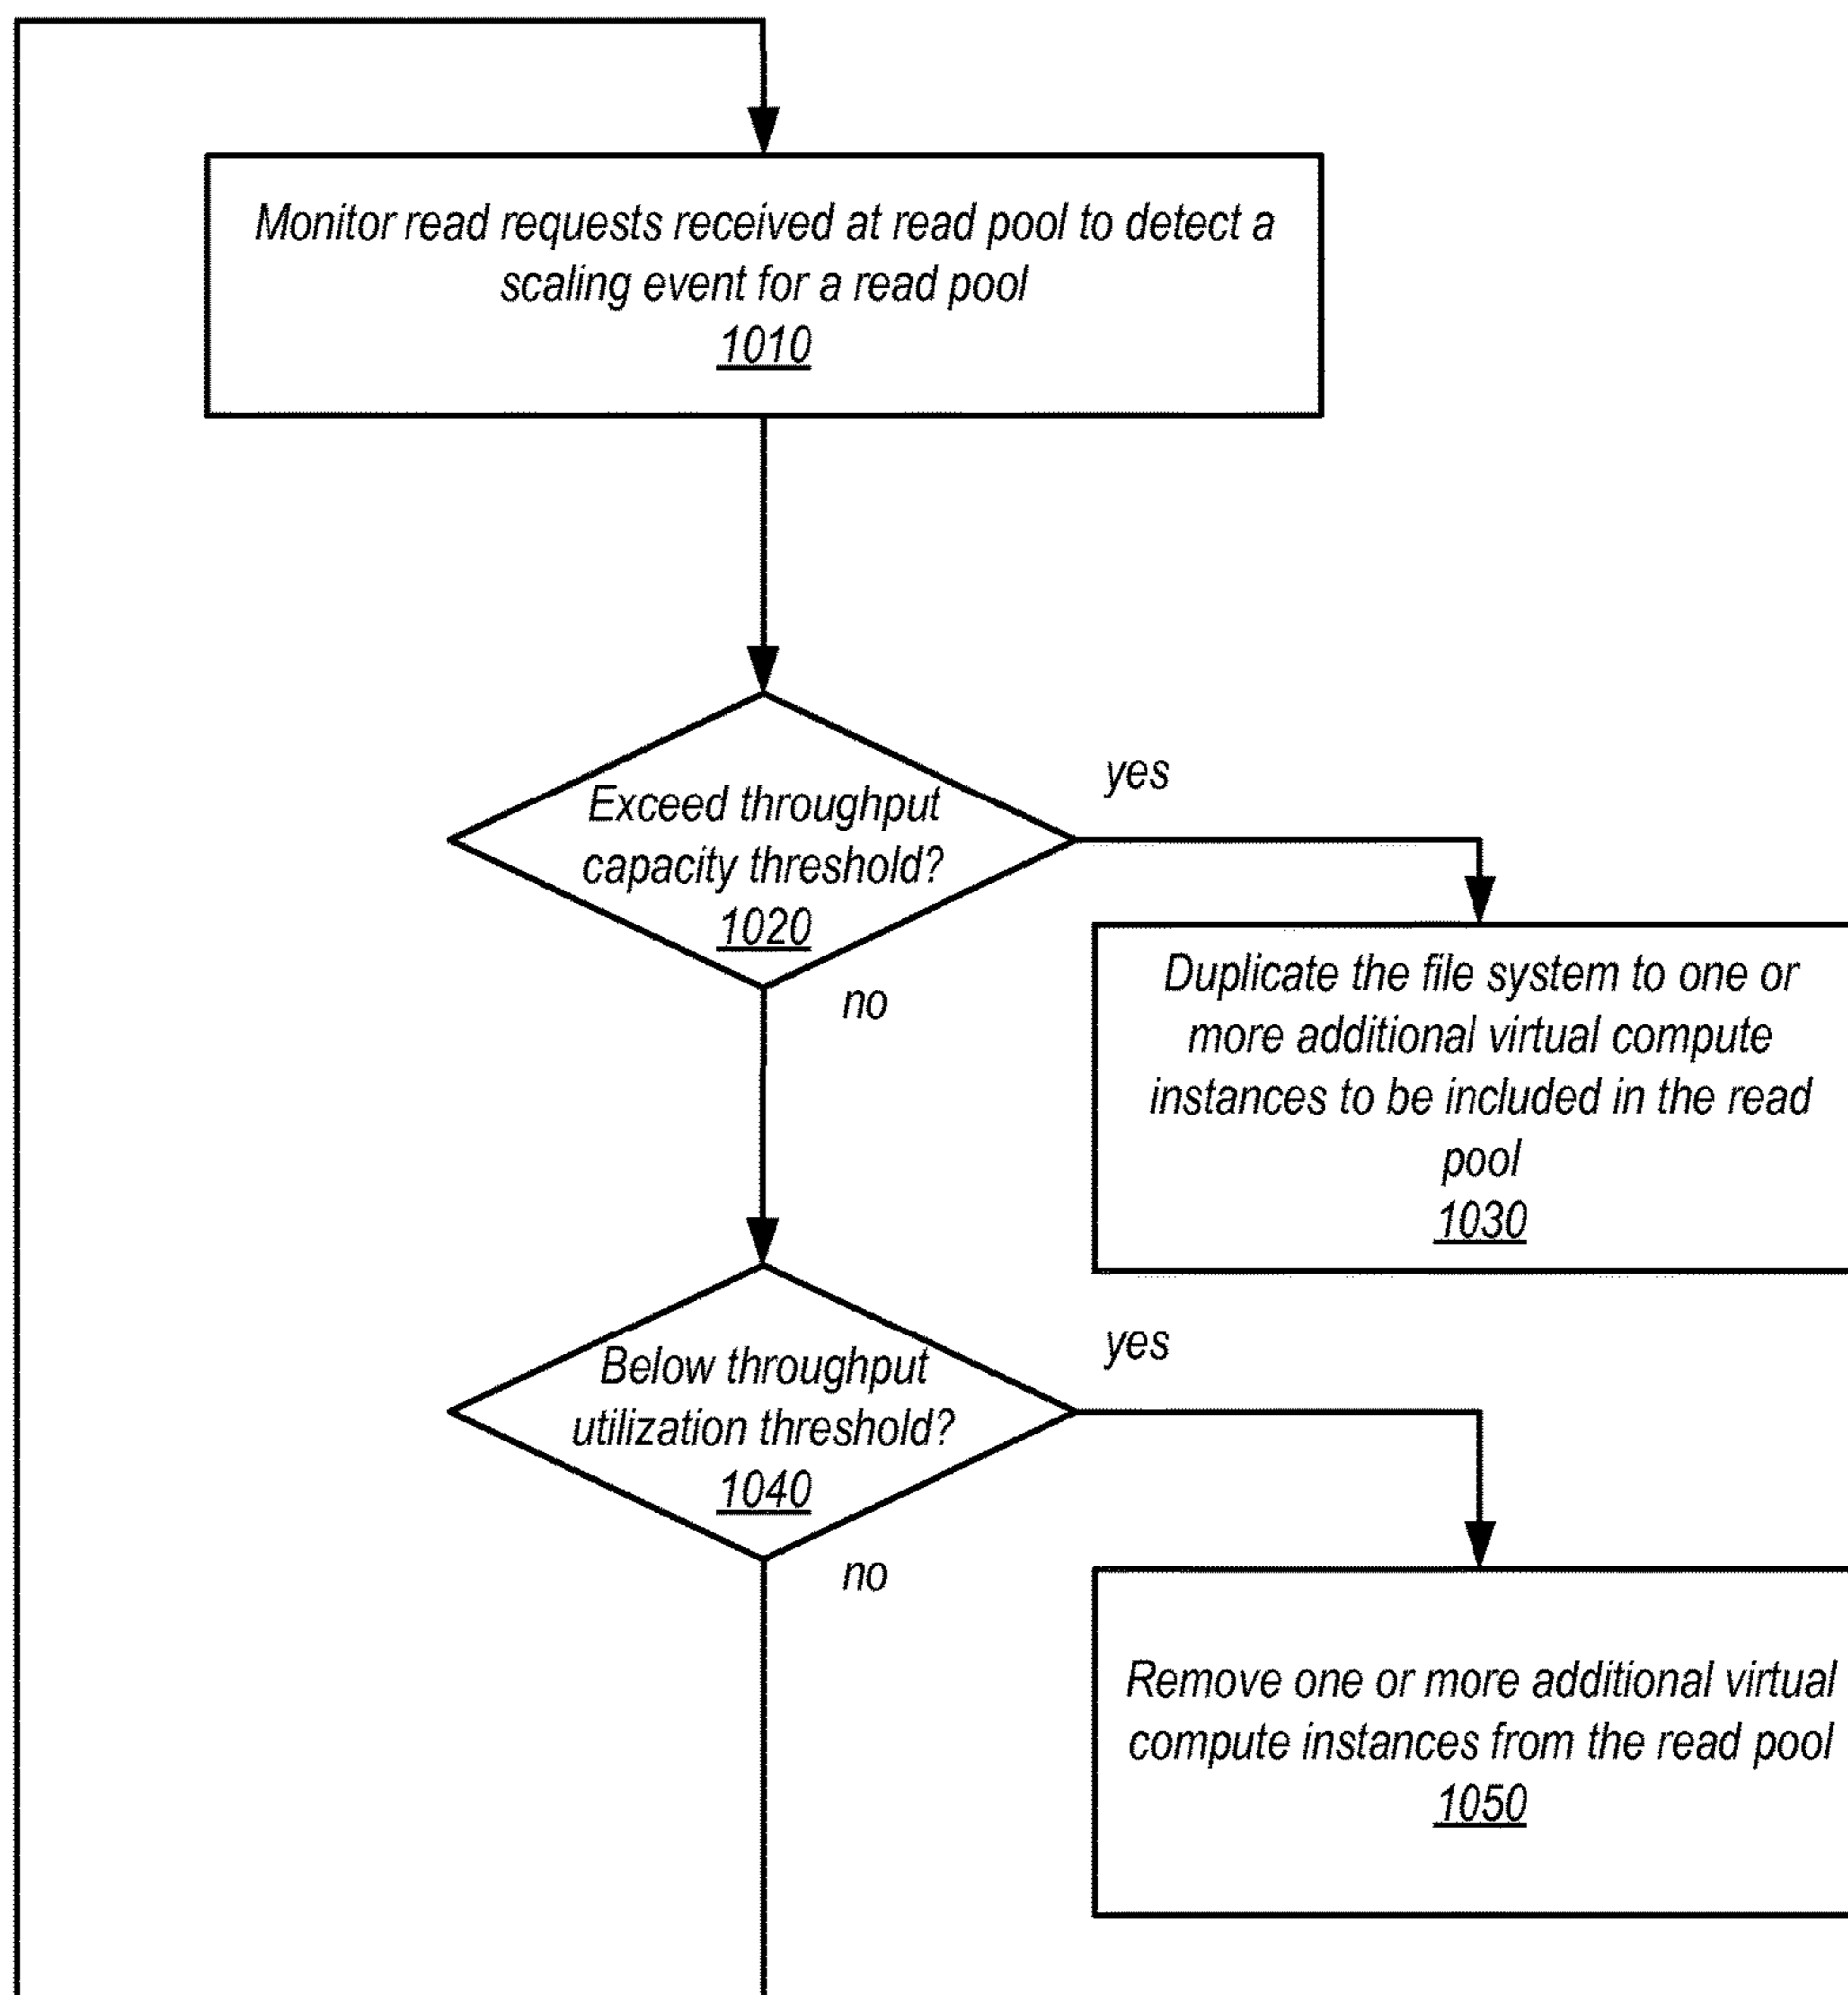 Monitor read requests received at read pool to detect a
scaling event for a read pool
1010
Exceed throughput
capacity threshold?
1020
yes
no
Duplicate the file system to one or
more additional virtual compute
instances to be included in the read
pool
1030
Below throughput
utilization threshold?
1040
yes
no
Remove one or more additional virtual
compute instances from the read pool
1050